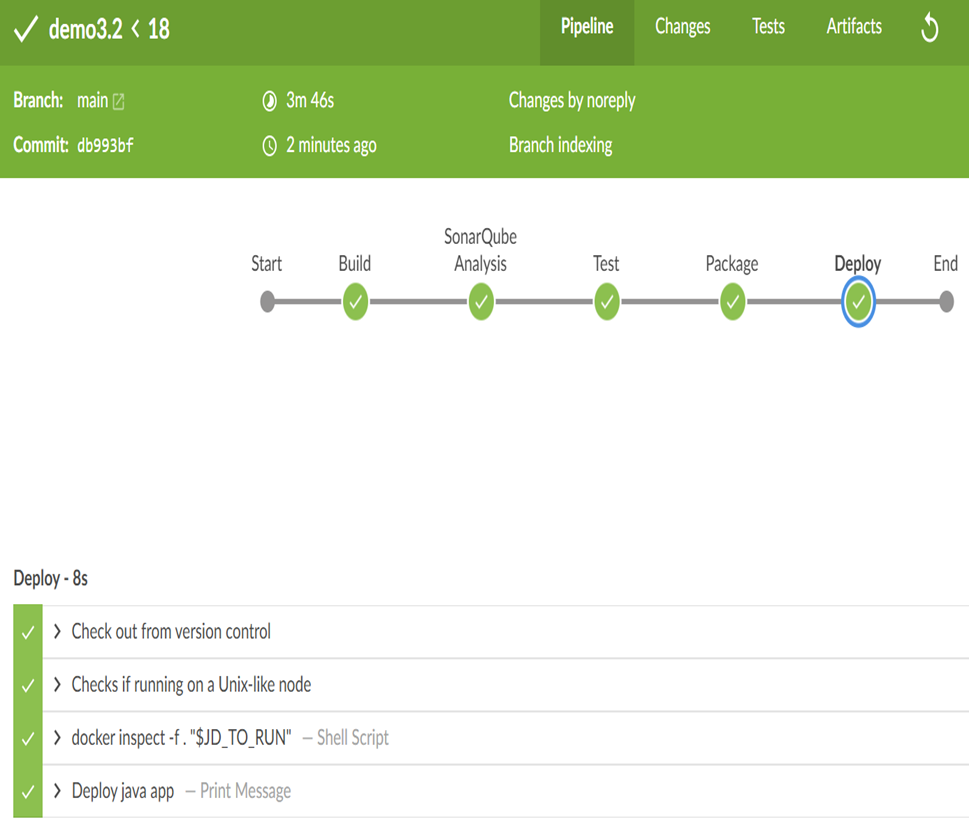 demo3.2 < 18
Pipeline
Changes
Tests
Artifacts
Branch: main
3m 46s
Changes by noreply
Commit: db993bf
2 minutes ago
Branch indexing
Start
Build
SonarQube
Analysis
Test
Package
Deploy
End
Deploy - 8s
Check out from version control
Checks if running on a Unix-like node
docker inspect -f . "$JD_TO_RUN" — Shell Script
Deploy java app — Print Message